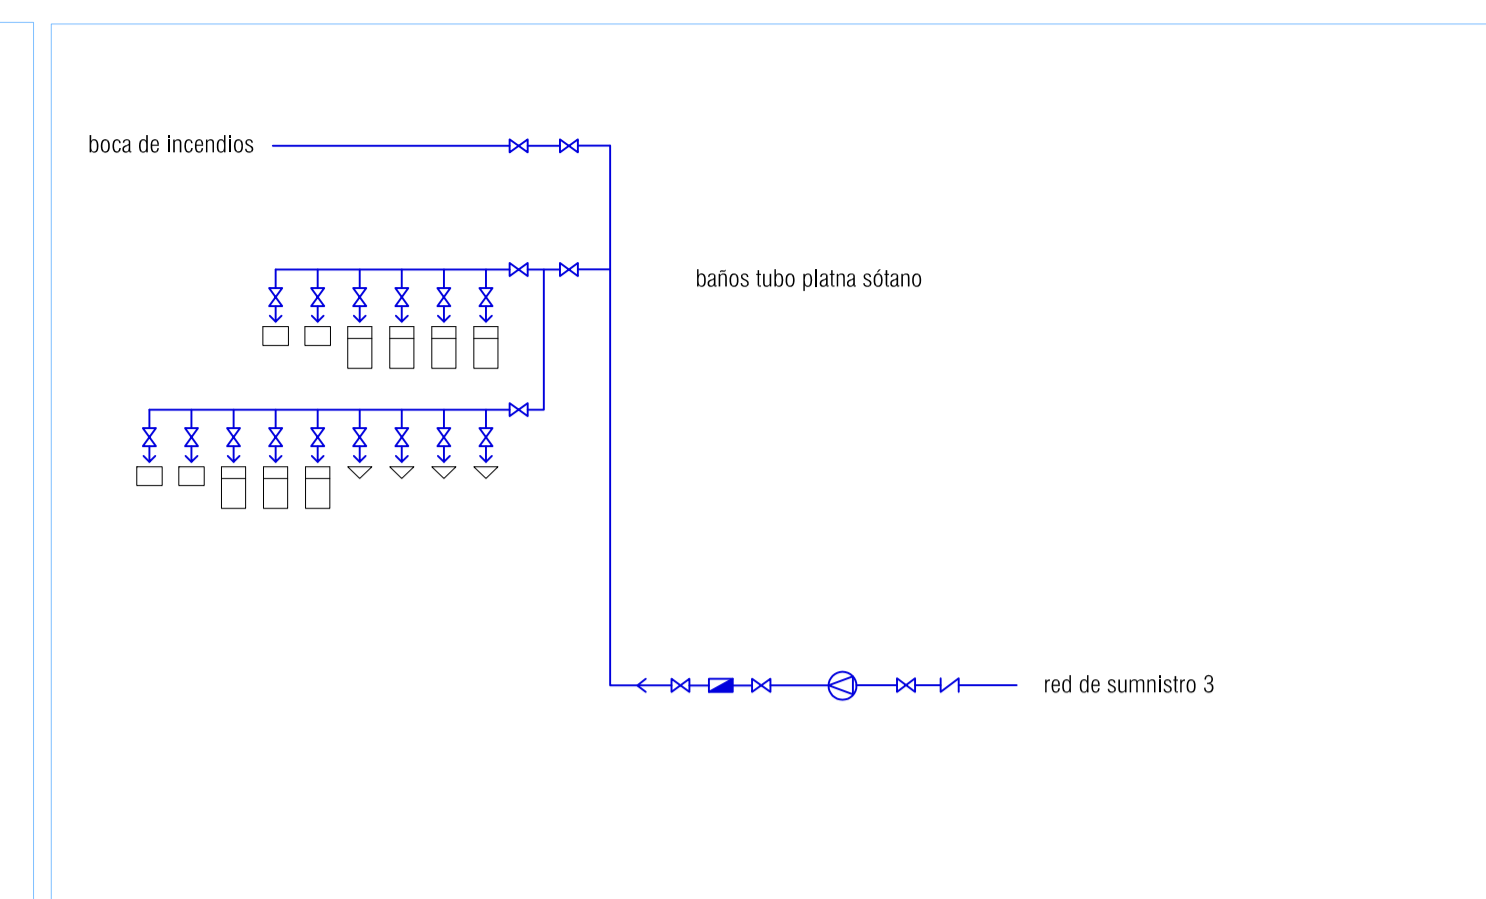 boca de incendios
baños tubo platna sótano
red de sumnistro 3